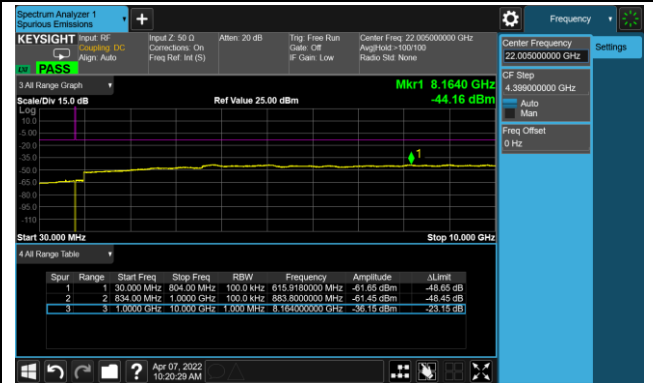 Spectrum Analyzer 1
Spurious Emissions
Frequency
KEYSIGHT Input: RF Input Z: 50 Ω Atten: 20 dB Trig: Free Run Center Freq: 22.005000000 GHz
Coupling: DC Corrections: On Gate: Off Avg|Hold:>100/100
Align: Auto Freq Ref: Int (S) IF Gain: Low Radio Std: None
PASS
Center Frequency
22.005000000 GHz
Settings
CF Step
4.399000000 GHz
Auto
Man
Freq Offset
0 Hz
3 All Range Graph
Mkr1 8.1640 GHz
Scale/Div 15.0 dB Ref Value 25.00 dBm -44.16 dBm
Log
10.0
-5.00
-20.0
-35.0
-50.0
-65.0
-80.0
-95.0
-110
1
Start 30.000 MHz Stop 10.000 GHz
4 All Range Table
Spur Range Start Freq Stop Freq RBW Frequency Amplitude ΔLimit
1 1 30.000 MHz 804.00 MHz 100.0 kHz 615.9180000 MHz -61.65 dBm -48.65 dB
2 2 834.00 MHz 1.0000 GHz 100.0 kHz 883.8000000 MHz -61.45 dBm -48.45 dB
3 3 1.0000 GHz 10.000 GHz 1.000 MHz 8.164000000 GHz -36.15 dBm -23.15 dB
?
Apr 07, 2022
10:20:29 AM